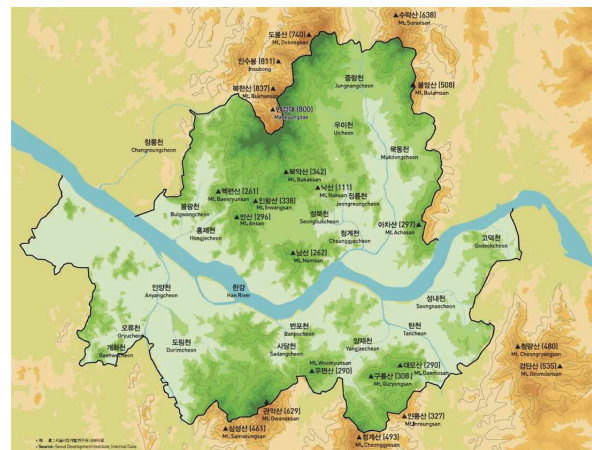 ▲수락산 (638)
Mt. Suraksan
도봉산 (740)▲
Mt. Dobongsan
인수봉 (811)▲
Insubong
북한산 (837)▲
Mt. Bukhansan
▲만경대 (800)
Mankyungdae
중랑천
Jungnangcheon
▲불암산 (508)
Mt. Bulamsan
창릉천
Changreungcheon
우이천
Uicheon
묵동천
Mukdongcheon
▲북악산 (342)
Mt. Bukaksan
▲백련산 (261)
Mt. Baekryunsan
▲낙산 (111)
Mt. Naksan
정릉천
Jeongreungcheon
불광천
Bulgwangcheon
▲인왕산 (338)
Mt. Inwangsan
▲안산 (296)
Mt. Ansan
성북천
Seongbukcheon
아차산 (297)▲
Mt. Achasan
홍제천
Hongjecheon
청계천
Cheonggyecheon
고덕천
Godeokcheon
▲남산 (262)
Mt. Namsan
안양천
Anyangcheon
한강
Han River
성내천
Seongnaecheon
오류천
Oryucheon
반포천
Banpocheon
탄천
Tancheon
개화천
도림천
Dorimcheon
사당천
Sadangcheon
양재천
Yangjaecheon
▲청량산 (480)
Mt. Cheongryangsan
Mt. Woomyunsan
▲우면산 (290)
▲대모산 (290)
Mt. Daemosan
검단산 (535)▲
Mt. Geomdansan
▲구룡산 (308)
Mt. Guryongsan
관악산 (629)
Mt. Gwanaksan
▲인릉산 (327)
Mt. Inreungsan
▲삼성산 (461)
Mt. Samseungsan
▲청계산 (493)
Mt. Cheonggyesan
Source : Seoul Development Institute, Internal Data.